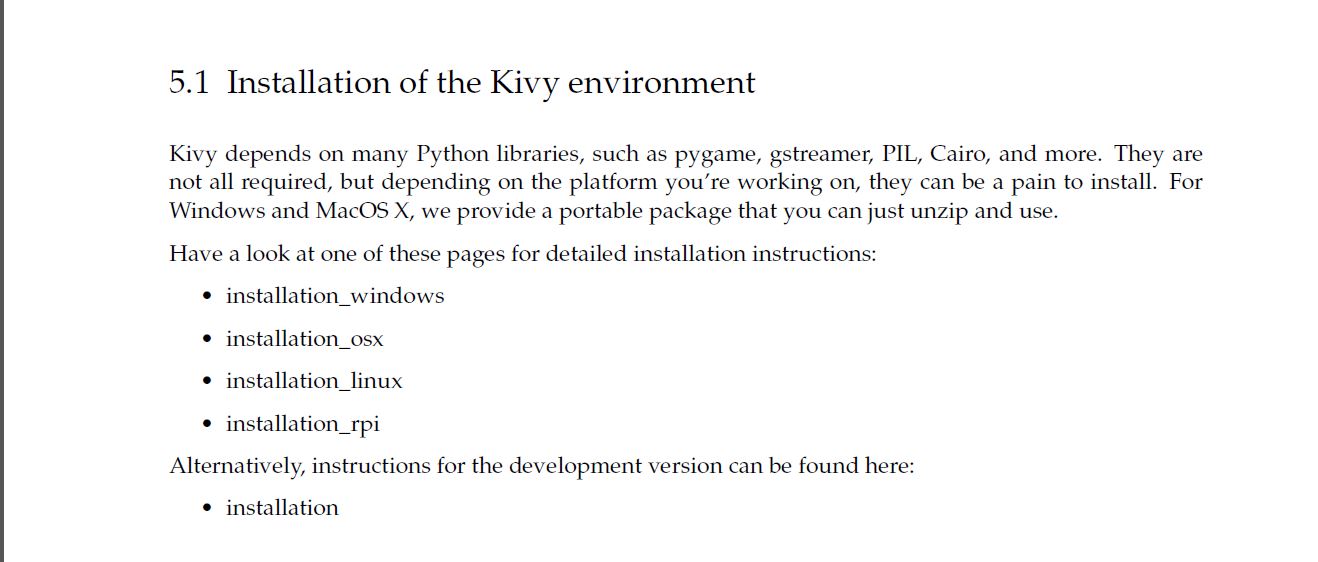 5.1 Installation of the Kivy environment
Kivy depends on many Python libraries, such as pygame, gstreamer, PIL, Cairo, and more. They are
not all required, but depending on the platform you're working on, they can be a pain to install. For
Windows and MacOS X, we provide a portable package that you can just unzip and use.
Have a look at one of these pages for detailed installation instructions:
• installation_windows
• installation_osx
• installation_linux
• installation_rpi
Alternatively, instructions for the development version can be found here:
• installation